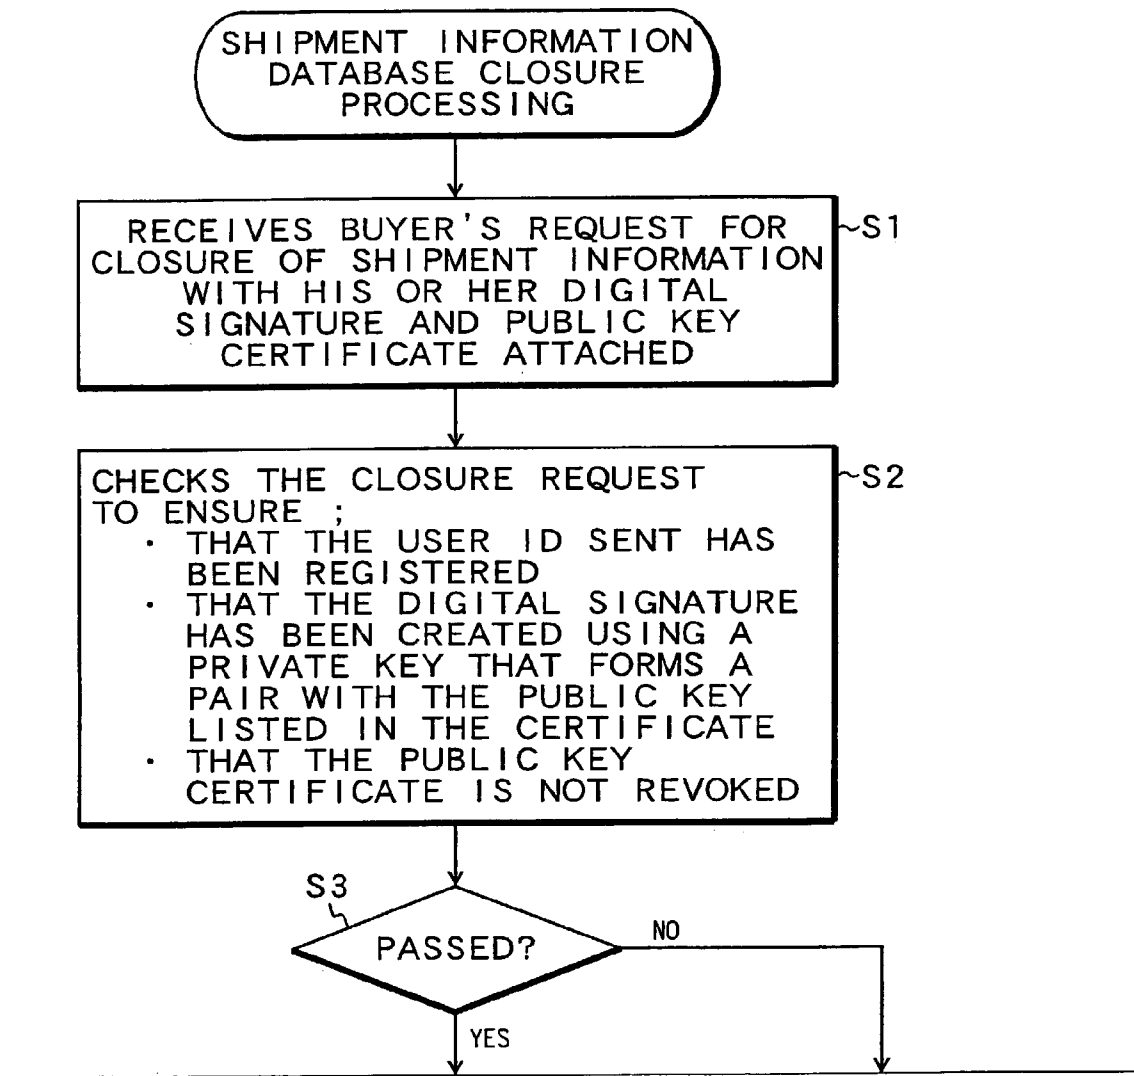 SHIPMENT INFORMATION
DATABASE CLOSURE
PROCESSING
RECEIVES BUYER'S REQUEST FOR
CLOSURE OF SHIPMENT INFORMATION
WITH HIS OR HER DIGITAL
SIGNATURE AND PUBLIC KEY
CERTIFICATE ATTACHED
~S1
CHECKS THE CLOSURE REQUEST
TO ENSURE ;
· THAT THE USER ID SENT HAS
BEEN REGISTERED
· THAT THE DIGITAL SIGNATURE
HAS BEEN CREATED USING A
PRIVATE KEY THAT FORMS A
PAIR WITH THE PUBLIC KEY
LISTED IN THE CERTIFICATE
· THAT THE PUBLIC KEY
CERTIFICATE IS NOT REVOKED
~S2
S3
PASSED?
NO
YES